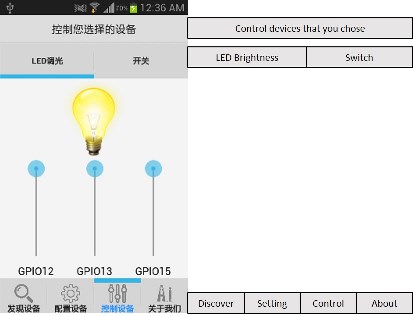 70% 12:36 AM
控制您选择的设备
LED调光 开关
GPIO12 GPIO13 GPIO15
发现设备 配置设备 控制设备 关于我们
Control devices that you chose
LED Brightness Switch
Discover Setting Control About